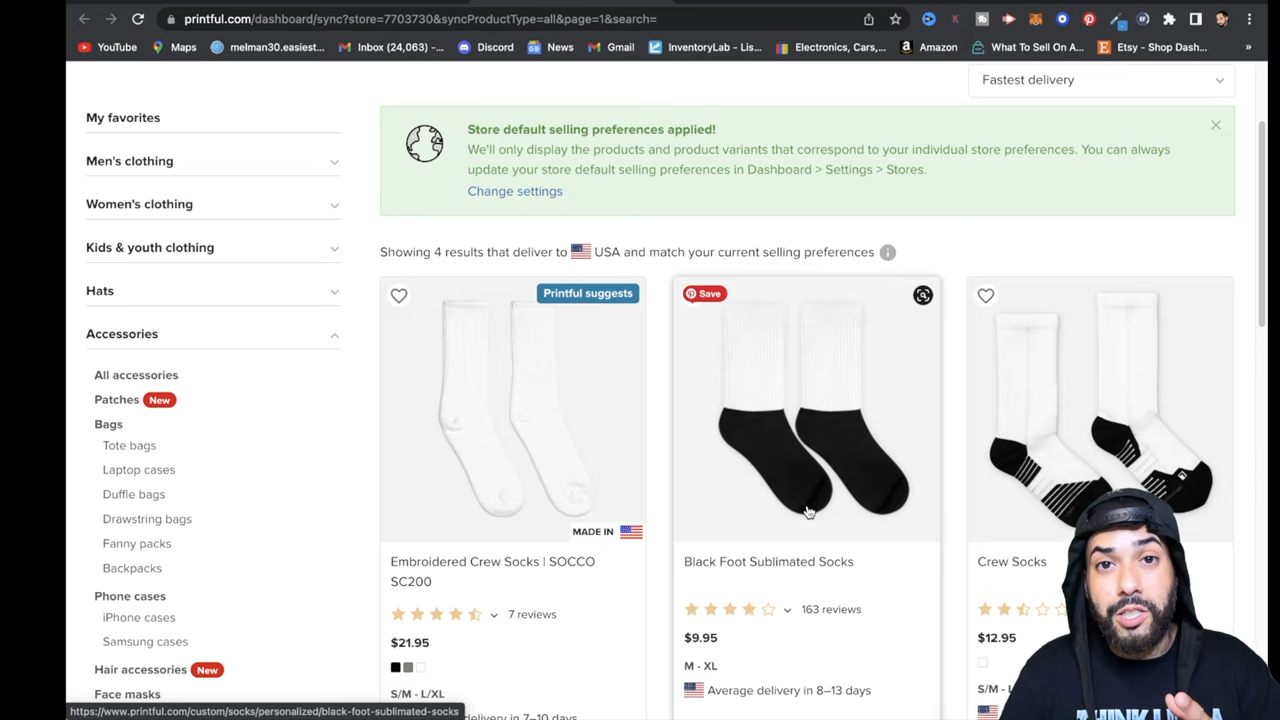 printful.com/dashboard/sync?store=7703730&syncProductType=all&page=1&search=
YouTube
Maps
melman30.easiest...
Inbox (24,063) -...
Discord
News
Gmail
InventoryLab - Lis...
Electronics, Cars,...
Amazon
What To Sell On A...
Etsy - Shop Dash...
»
Fastest delivery
My favorites
Men's clothing
Women's clothing
Kids & youth clothing
Hats
Accessories
All accessories
Patches New
Bags
Tote bags
Laptop cases
Duffle bags
Drawstring bags
Fanny packs
Backpacks
Phone cases
iPhone cases
Samsung cases
Hair accessories New
Face masks
https://www.printful.com/custom/socks/personalized/black-foot-sublimated-socks
Store default selling preferences applied!
We'll only display the products and product variants that correspond to your individual store preferences. You can always
update your store default selling preferences in Dashboard > Settings > Stores.
Change settings
Showing 4 results that deliver to USA and match your current selling preferences
Printful suggests
MADE IN
Embroidered Crew Socks | SOCCO
SC200
7 reviews
$21.95
S/M - L/XL
delivery in 7–10 days
Save
Black Foot Sublimated Socks
163 reviews
$9.95
M - XL
Average delivery in 8–13 days
Crew Socks
$12.95
S/M -